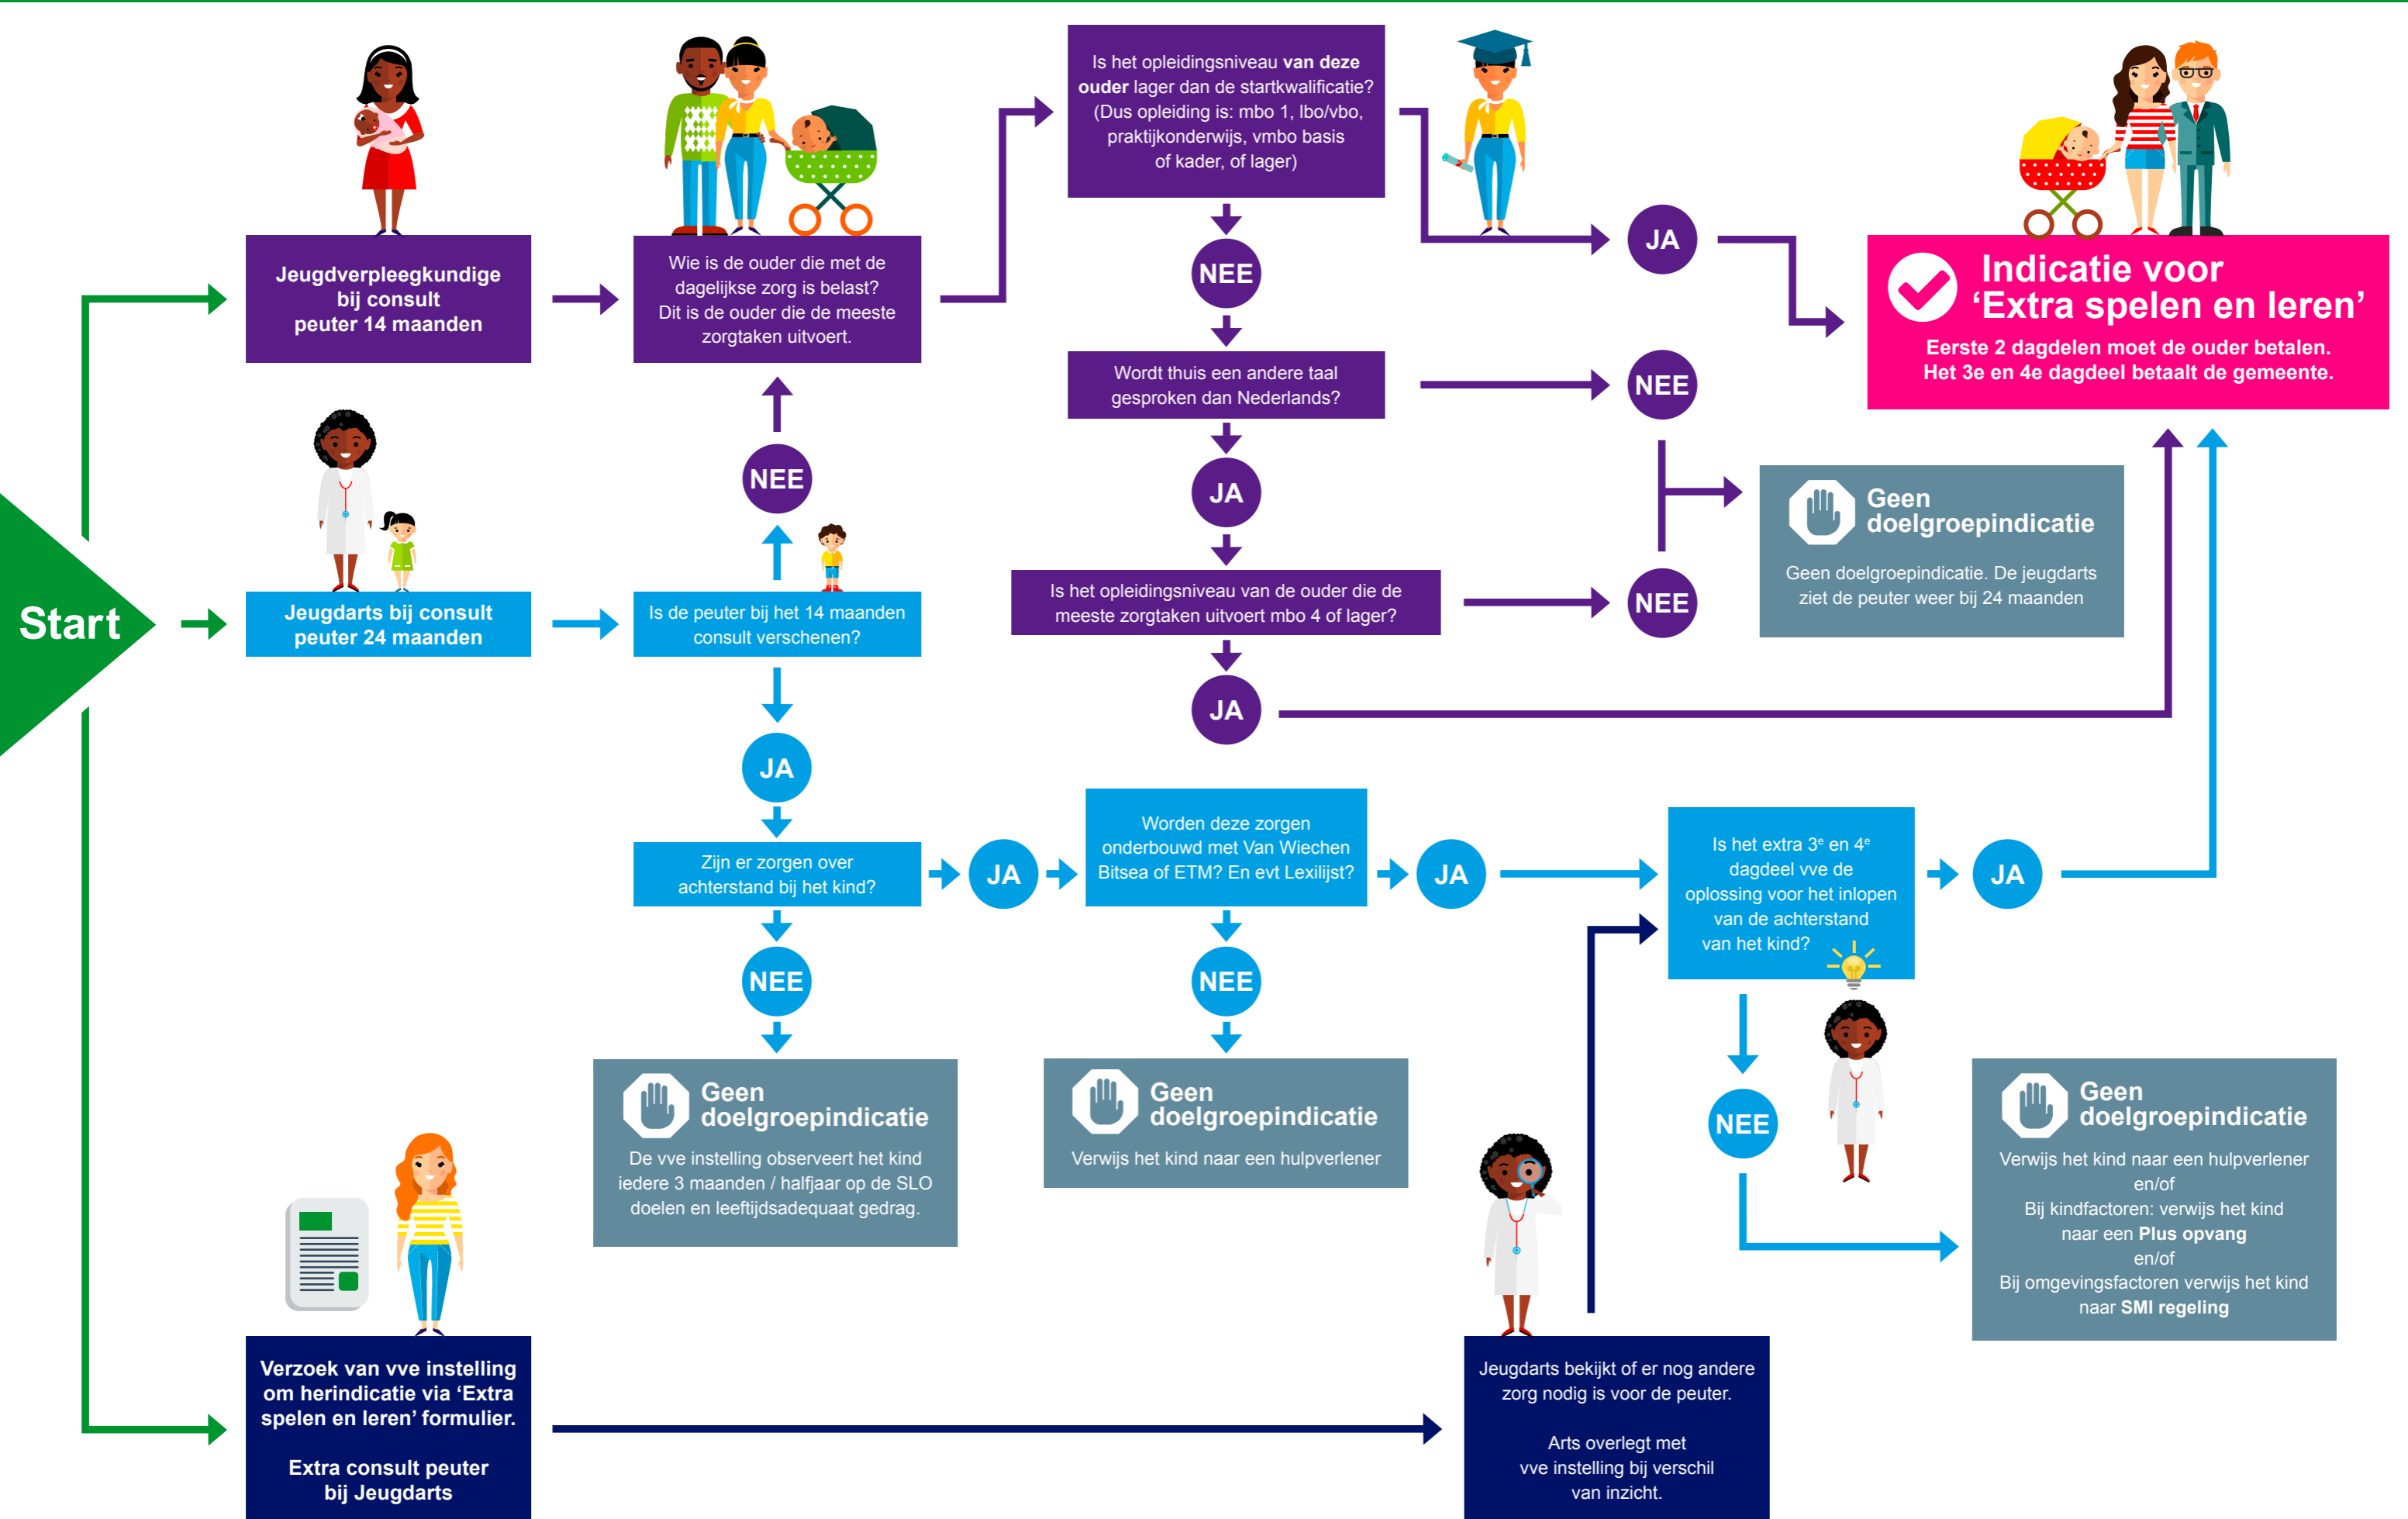 Start
Jeugdverpleegkundige
bij consult
peuter 14 maanden
Wie is de ouder die met de
dagelijkse zorg is belast?
Dit is de ouder die de meeste
zorgtaken uitvoert.
Is het opleidingsniveau van deze
ouder lager dan de startkwalificatie?
(Dus opleiding is: mbo 1, lbo/vbo,
praktijkonderwijs, vmbo basis
of kader, of lager)
JA
Indicatie voor
‘Extra spelen en leren’
Eerste 2 dagdelen moet de ouder betalen.
Het 3e en 4e dagdeel betaalt de gemeente.
NEE
Wordt thuis een andere taal
gesproken dan Nederlands?
NEE
JA
Is het opleidingsniveau van de ouder die de
meeste zorgtaken uitvoert mbo 4 of lager?
NEE
Geen
doelgroepindicatie
Geen doelgroepindicatie. De jeugdarts
ziet de peuter weer bij 24 maanden
JA
Jeugdarts bij consult
peuter 24 maanden
Is de peuter bij het 14 maanden
consult verschenen?
NEE
JA
Zijn er zorgen over
achterstand bij het kind?
JA
Worden deze zorgen
onderbouwd met Van Wiechen
Bitsea of ETM? En evt Lexilijst?
JA
Is het extra 3e en 4e
dagdeel vve de
oplossing voor het inlopen
van de achterstand
van het kind?
JA
NEE
Geen
doelgroepindicatie
De vve instelling observeert het kind
iedere 3 maanden / halfjaar op de SLO
doelen en leeftijdsadequaat gedrag.
NEE
Geen
doelgroepindicatie
Verwijs het kind naar een hulpverlener
NEE
Geen
doelgroepindicatie
Verwijs het kind naar een hulpverlener
en/of
Bij kindfactoren: verwijs het kind
naar een Plus opvang
en/of
Bij omgevingsfactoren verwijs het kind
naar SMI regeling
Verzoek van vve instelling
om herindicatie via ‘Extra
spelen en leren’ formulier.
Extra consult peuter
bij Jeugdarts
Jeugdarts bekijkt of er nog andere
zorg nodig is voor de peuter.
Arts overlegt met
vve instelling bij verschil
van inzicht.